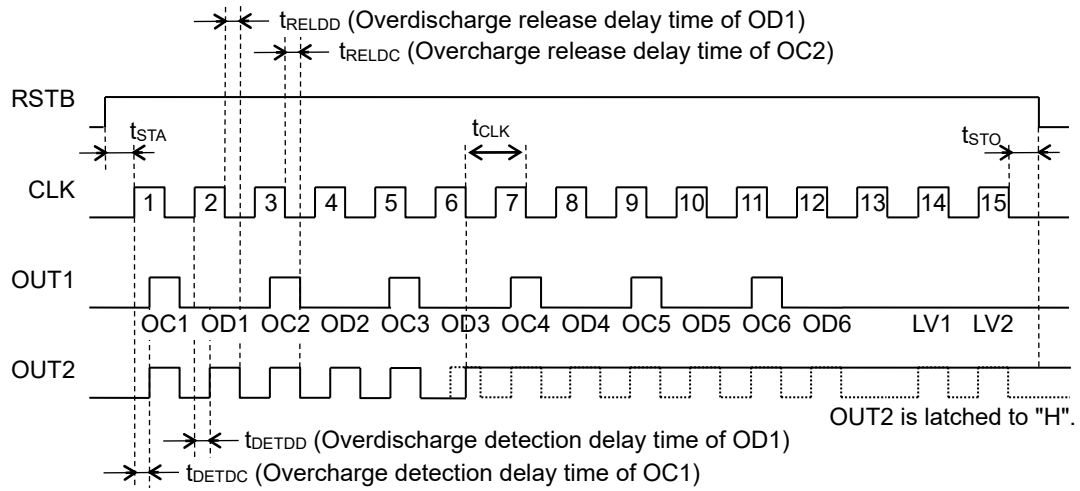 tRELDD (Overdischarge release delay time of OD1)
tRELDC (Overcharge release delay time of OC2)
RSTB
tSTA
tCLK
tSTO
CLK
1 2 3 4 5 6 7 8 9 10 11 12 13 14 15
OUT1
OC1 OD1 OC2 OD2 OC3 OD3 OC4 OD4 OC5 OD5 OC6 OD6 LV1 LV2
OUT2
OUT2 is latched to "H".
tDETDD (Overdischarge detection delay time of OD1)
tDETDC (Overcharge detection delay time of OC1)